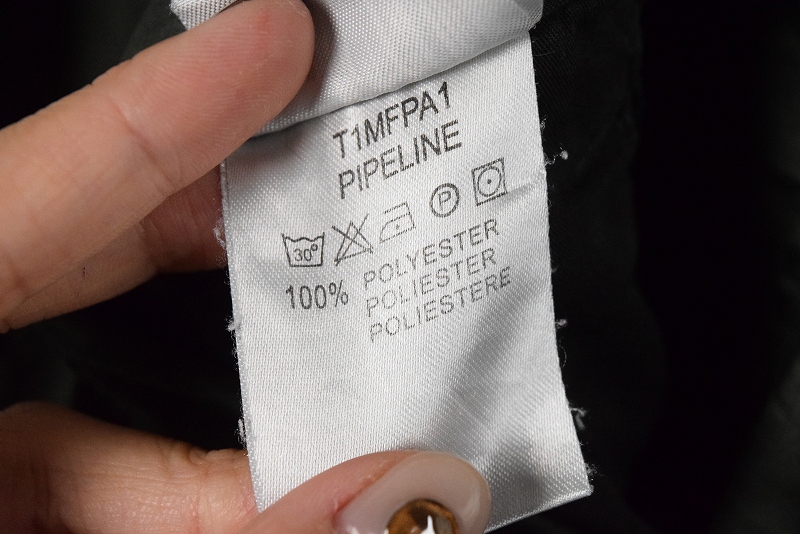 T1MFPA1
PIPELINE
30° P
100% POLYESTER
POLIESTER
POLIESTERE